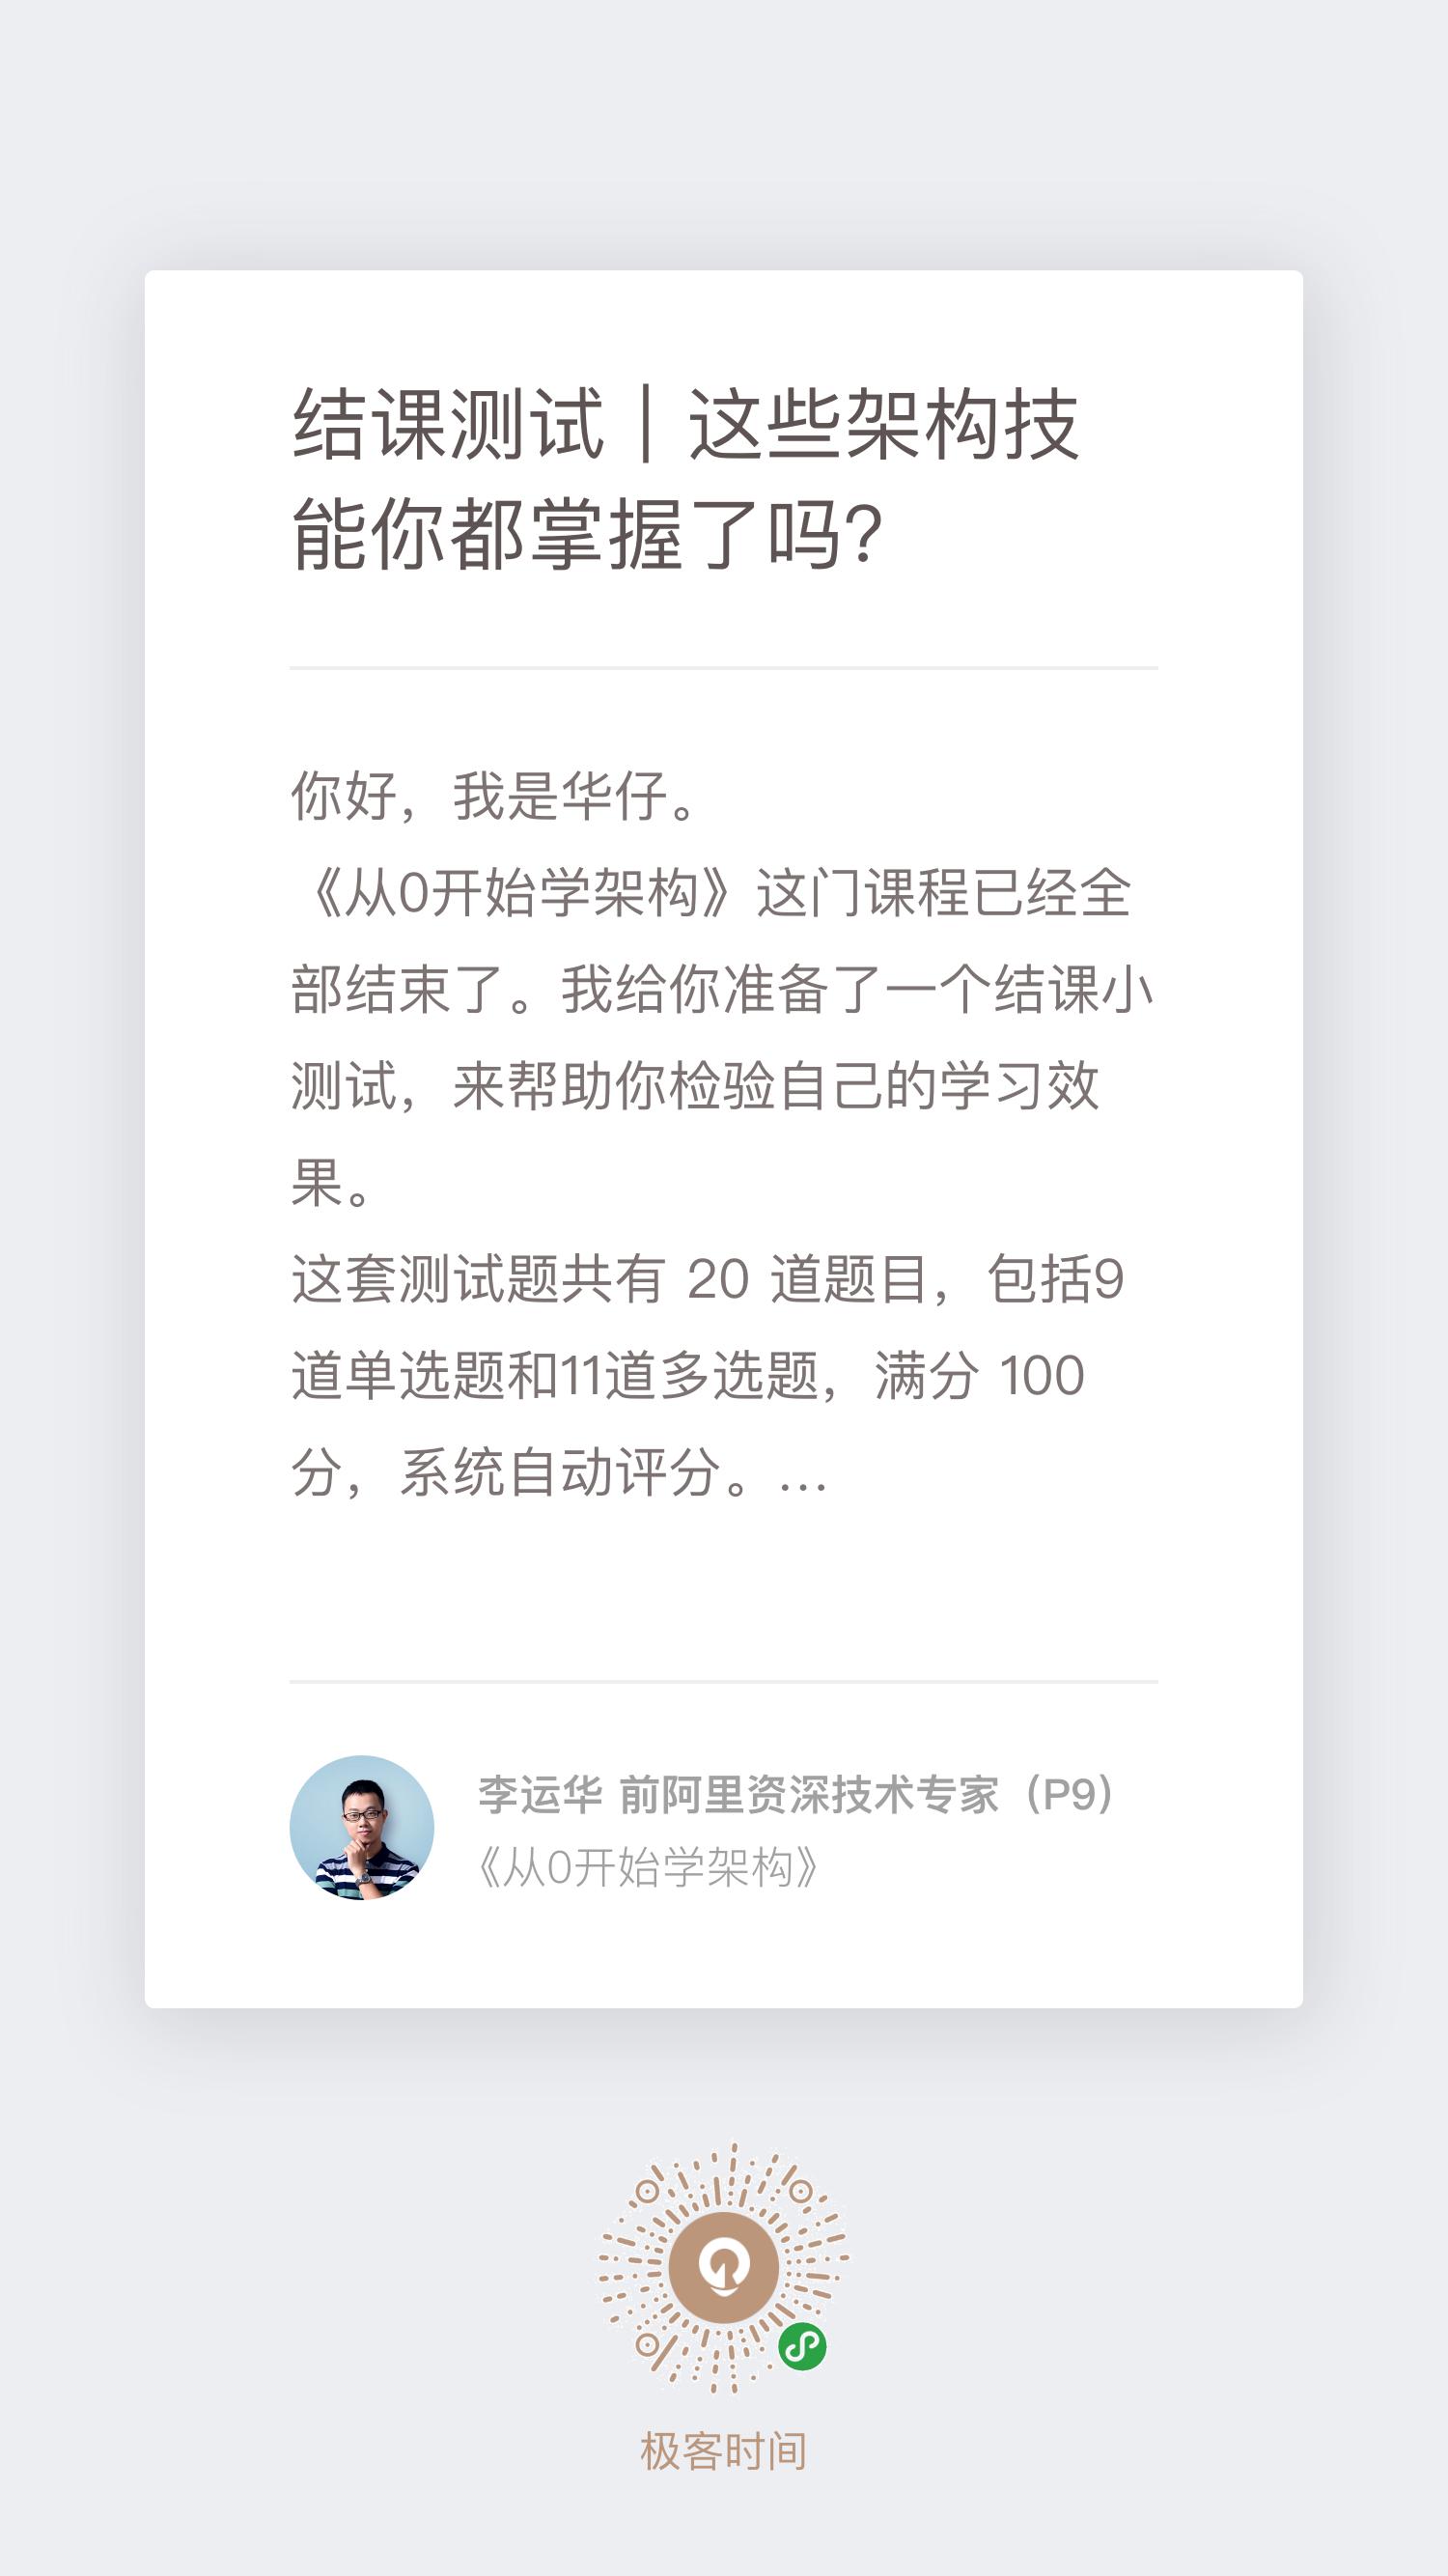 结课测试｜这些架构技
能你都掌握了吗?
你好，我是华仔。
《从0开始学架构》这门课程已经全
部结束了。我给你准备了一个结课小
测试，来帮助你检验自己的学习效
果。
这套测试题共有 20 道题目，包括9
道单选题和11道多选题，满分 100
分，系统自动评分。...
李运华 前阿里资深技术专家（P9）
《从0开始学架构》
极客时间